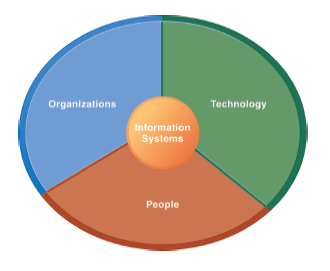 Organizations
Technology
Information
Systems
People